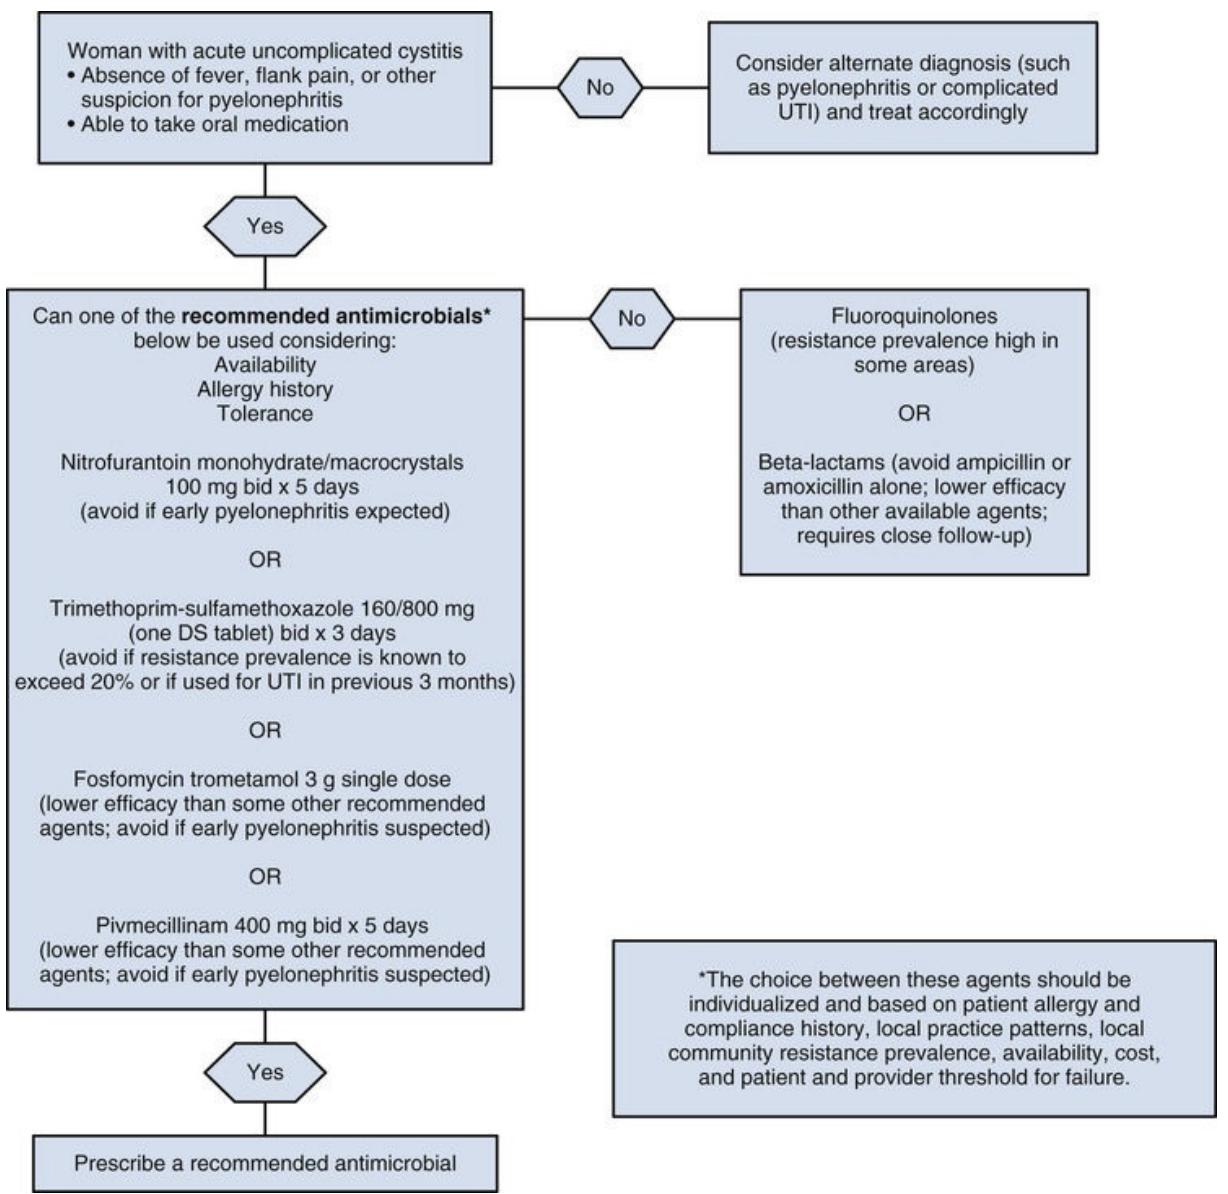 Woman with acute uncomplicated cystitis
• Absence of fever, flank pain, or other
suspicion for pyelonephritis
• Able to take oral medication
No
Consider alternate diagnosis (such
as pyelonephritis or complicated
UTI) and treat accordingly
Yes
Can one of the recommended antimicrobials*
below be used considering:
Availability
Allergy history
Tolerance
Nitrofurantoin monohydrate/macrocrystals
100 mg bid x 5 days
(avoid if early pyelonephritis expected)
OR
Trimethoprim-sulfamethoxazole 160/800 mg
(one DS tablet) bid x 3 days
(avoid if resistance prevalence is known to
exceed 20% or if used for UTI in previous 3 months)
OR
Fosfomycin trometamol 3 g single dose
(lower efficacy than some other recommended
agents; avoid if early pyelonephritis suspected)
OR
Pivmecillinam 400 mg bid x 5 days
(lower efficacy than some other recommended
agents; avoid if early pyelonephritis suspected)
No
Fluoroquinolones
(resistance prevalence high in
some areas)
OR
Beta-lactams (avoid ampicillin or
amoxicillin alone; lower efficacy
than other available agents;
requires close follow-up)
Yes
Prescribe a recommended antimicrobial
*The choice between these agents should be
individualized and based on patient allergy and
compliance history, local practice patterns, local
community resistance prevalence, availability, cost,
and patient and provider threshold for failure.